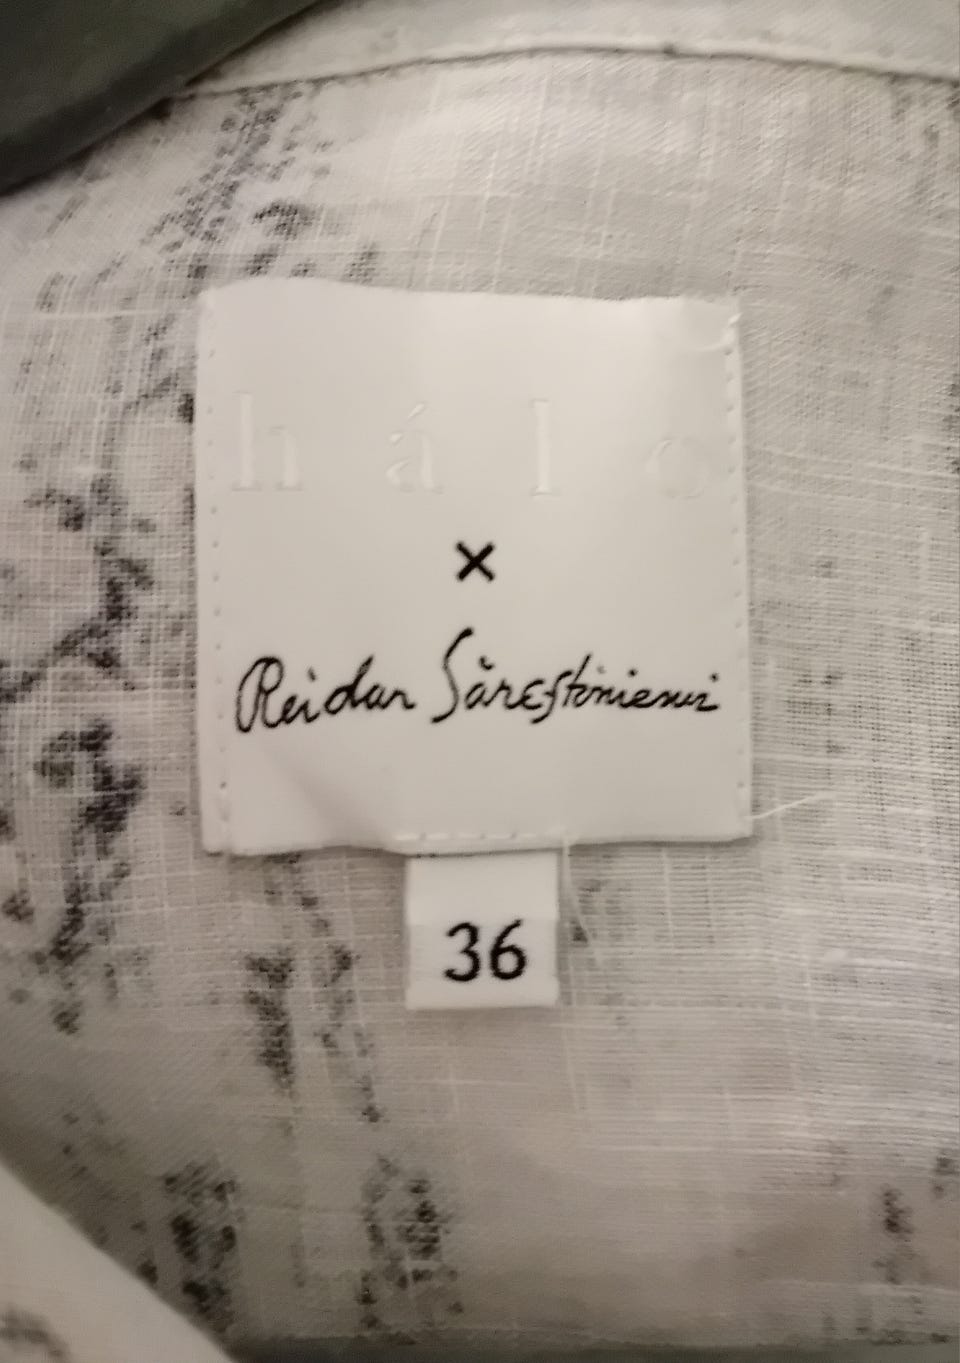 hálo
×
Reidar Särestöniemi
36